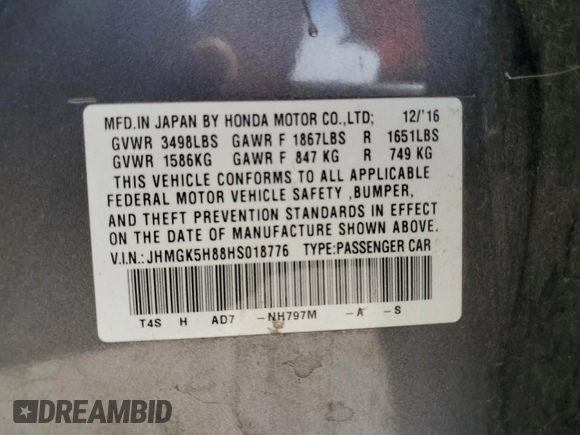 MFD.IN JAPAN BY HONDA MOTOR CO.,LTD; 12/'16
GVWR 3498LBS GAWR F 1867LBS R 1651LBS
GVWR 1586KG GAWR F 847 KG R 749 KG
THIS VEHICLE CONFORMS TO ALL APPLICABLE
FEDERAL MOTOR VEHICLE SAFETY ,BUMPER,
AND THEFT PREVENTION STANDARDS IN EFFECT
ON THE DATE OF MANUFACTURE SHOWN ABOVE.
V.I.N.:JHMGK5H88HS018776 TYPE:PASSENGER CAR
T4S H AD7 -NH797M -A -S
DREAMBID